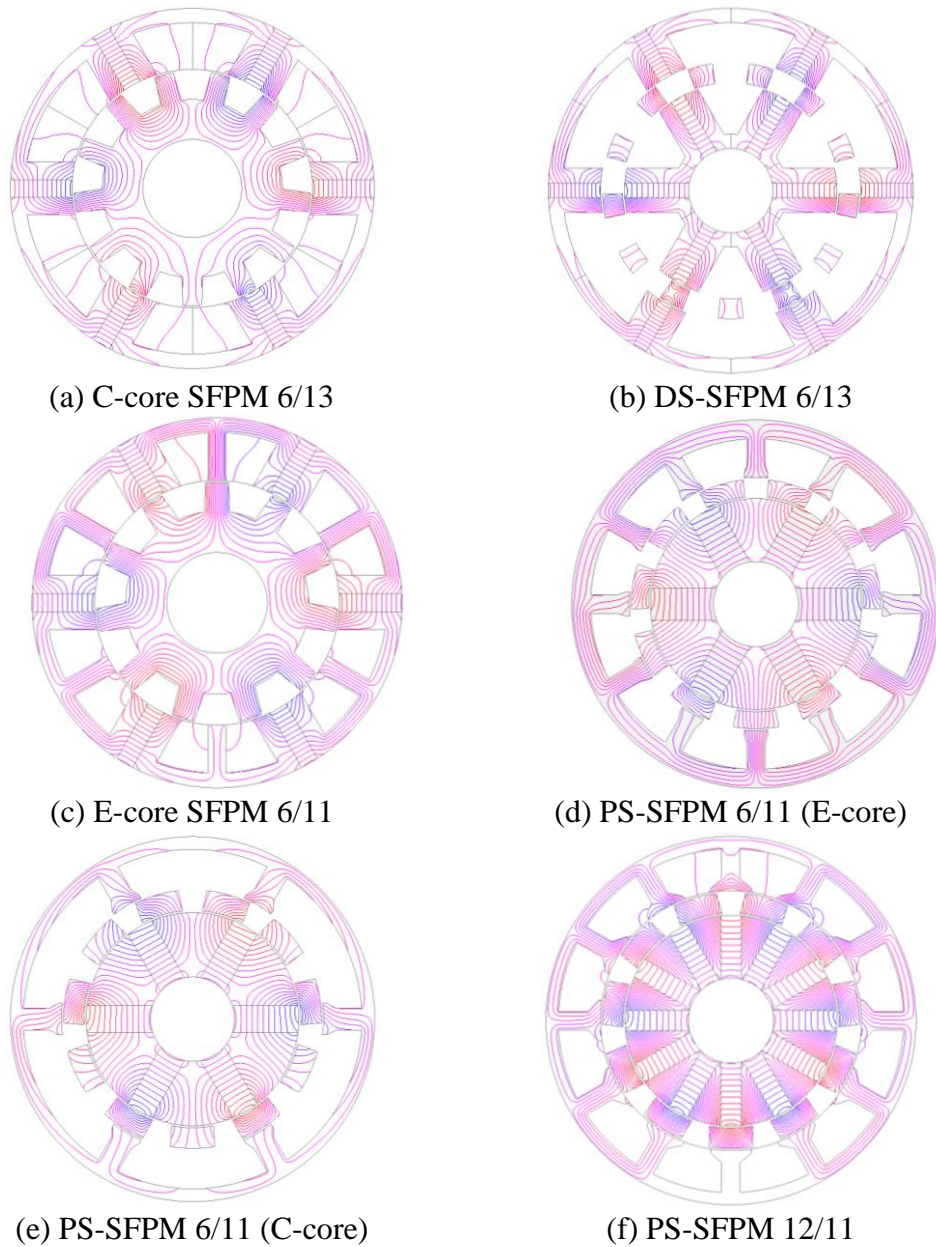 (a) C-core SFPM 6/13
(b) DS-SFPM 6/13
(c) E-core SFPM 6/11
(d) PS-SFPM 6/11 (E-core)
(e) PS-SFPM 6/11 (C-core)
(f) PS-SFPM 12/11